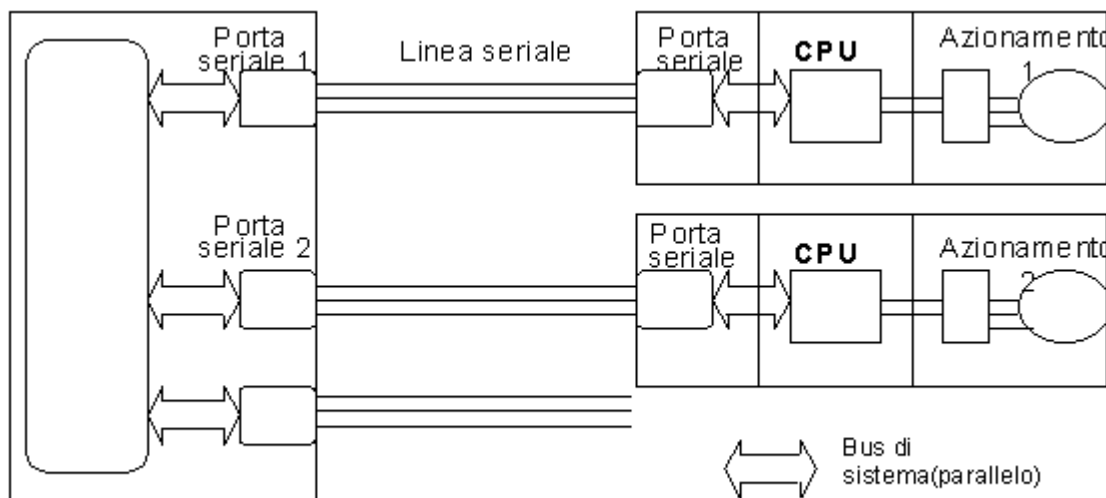 Porta
seriale 1
Linea seriale
Porta
seriale
CPU
Azionamento
1
Porta
seriale 2
Porta
seriale
CPU
Azionamento
2
Bus di
sistema(parallelo)